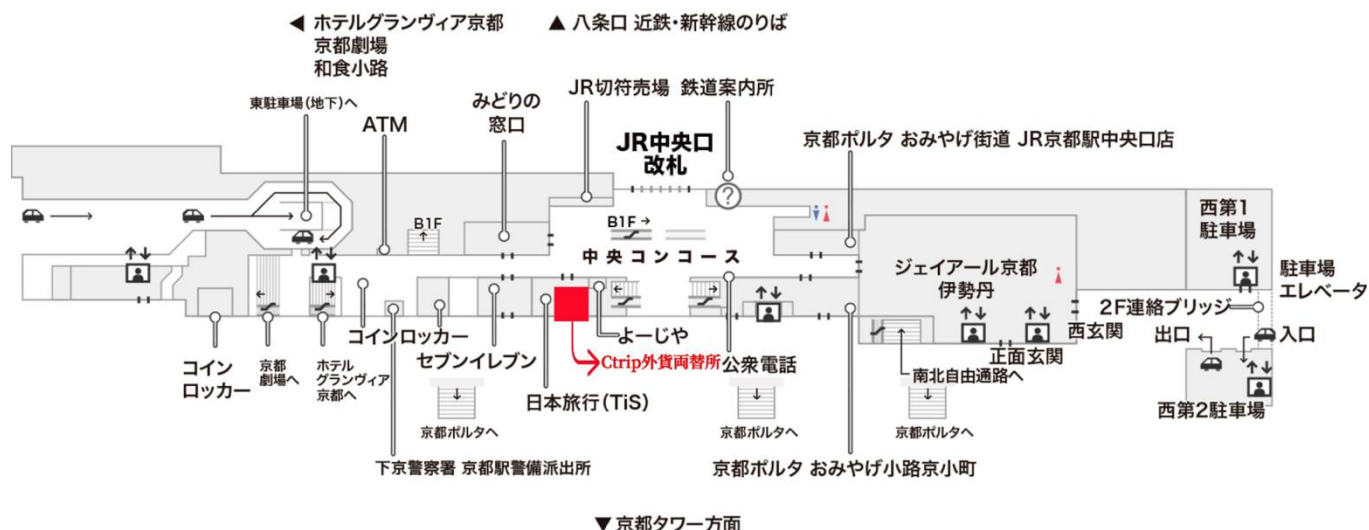 ◀ ホテルグランヴィア京都
京都劇場
和食小路
▲ 八条口 近鉄・新幹線のりば
東駐車場(地下)へ
ATM
みどりの
窓口
JR切符売場
鉄道案内所
JR中央口
改札
?
京都ポルタ おみやげ街道 JR京都駅中央口店
B1F
B1F →
中央コンコース
ジェイアール京都
伊勢丹
西第1
駐車場
駐車場
エレベータ
2F連絡ブリッジ
出口
入口
西玄関
正面玄関
コイン
ロッカー
京都
劇場へ
ホテル
グランヴィア
京都へ
コインロッカー
セブンイレブン
よーじや
Ctrip外貨両替所
公衆電話
南北自由通路へ
西第2駐車場
日本旅行(TiS)
京都ポルタへ
京都ポルタへ
京都ポルタへ
下京警察署 京都駅警備派出所
京都ポルタ おみやげ小路京小町
▼ 京都タワー方面